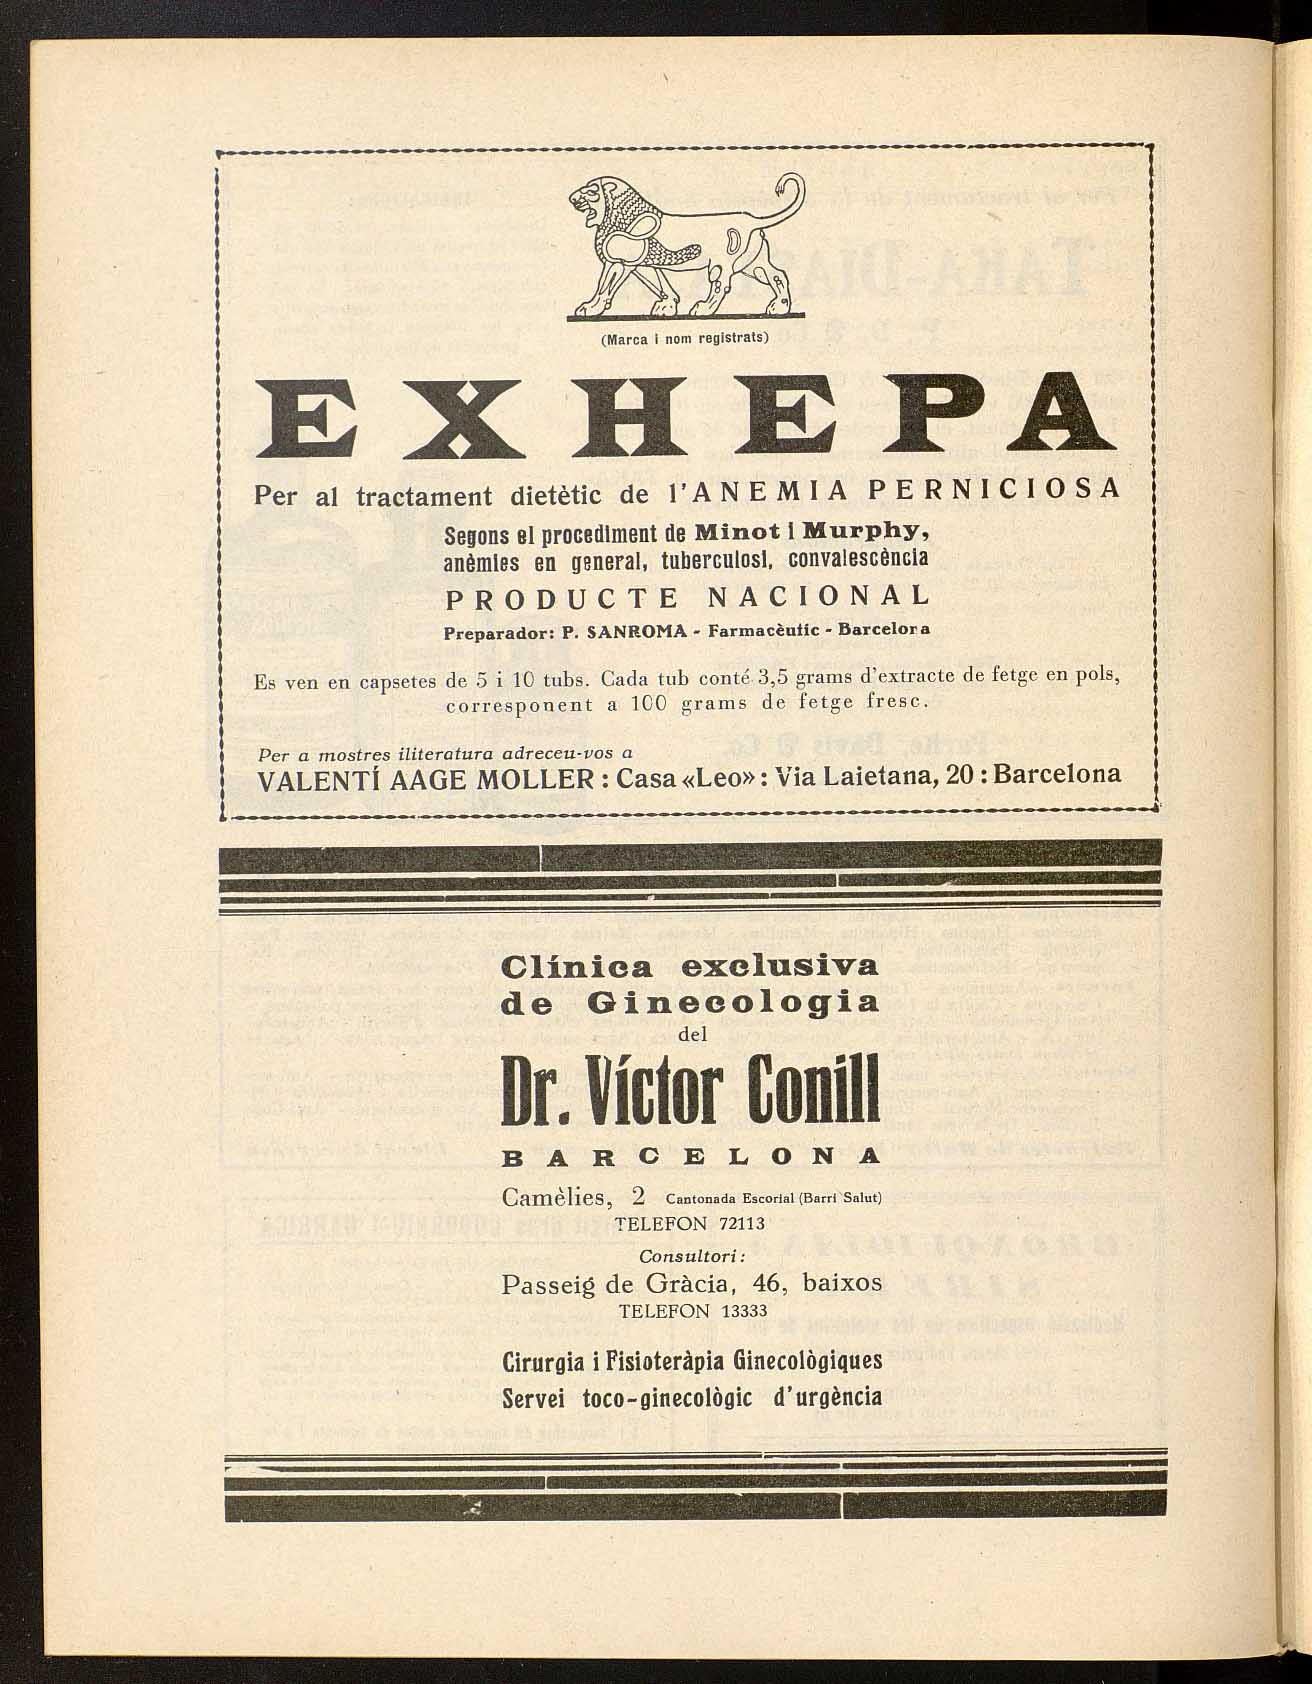 (Marca i nom registrats)
EXHEPA
Per al tractament dietètic de l'ANEMIA PERNICIOSA
Segons el procediment de Minot i Murphy,
anèmies en general, tuberculosi, convalescència
PRODUCTE NACIONAL
Preparador: P. SANROMA - Farmacèutic - Barcelora
Es ven en capsetes de 5 i 10 tubs. Cada tub conté 3,5 grams d'extracte de fetge en pols,
corresponent a 100 grams de fetge fresc.
Per a mostres iliteratura adreceu-vos a
VALENTÍ AAGE MOLLER : Casa «Leo» : Via Laietana, 20 : Barcelona
Clínica exclusiva
de Ginecologia
del
Dr. Víctor Conill
BARCELONA
Camèlies, 2 Cantonada Escorial (Barri Salut)
TELEFON 72113
Consultori:
Passeig de Gràcia, 46, baixos
TELEFON 13333
Cirurgia i Fisioteràpia Ginecològiques
Servei toco-ginecològic d'urgència